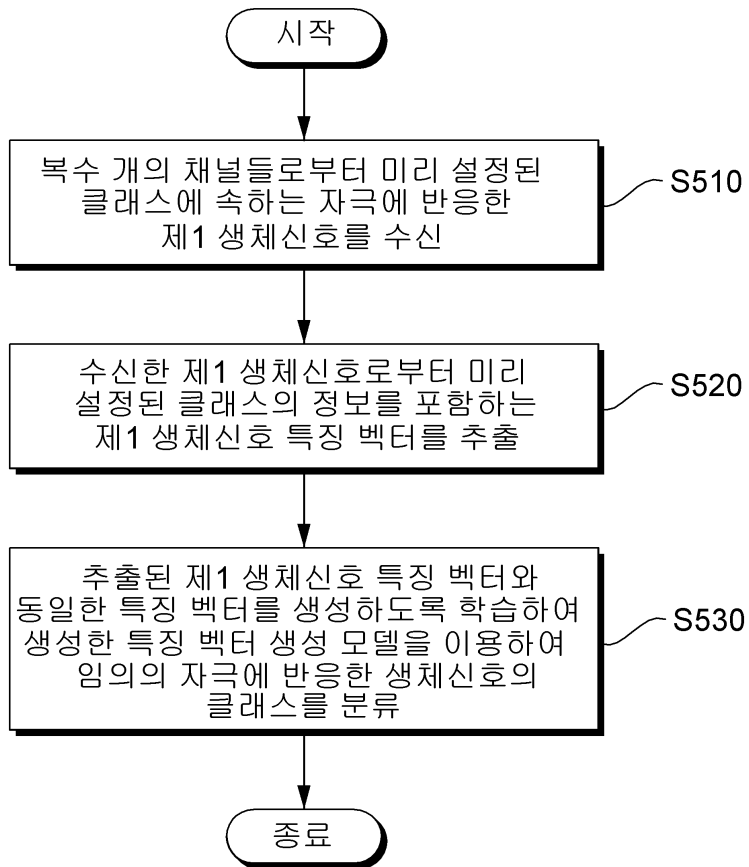 시작
복수 개의 채널들로부터 미리 설정된
클래스에 속하는 자극에 반응한
제1 생체신호를 수신
S510
수신한 제1 생체신호로부터 미리
설정된 클래스의 정보를 포함하는
제1 생체신호 특징 벡터를 추출
S520
추출된 제1 생체신호 특징 벡터와
동일한 특징 벡터를 생성하도록 학습하여
생성한 특징 벡터 생성 모델을 이용하여
임의의 자극에 반응한 생체신호의
클래스를 분류
S530
종료